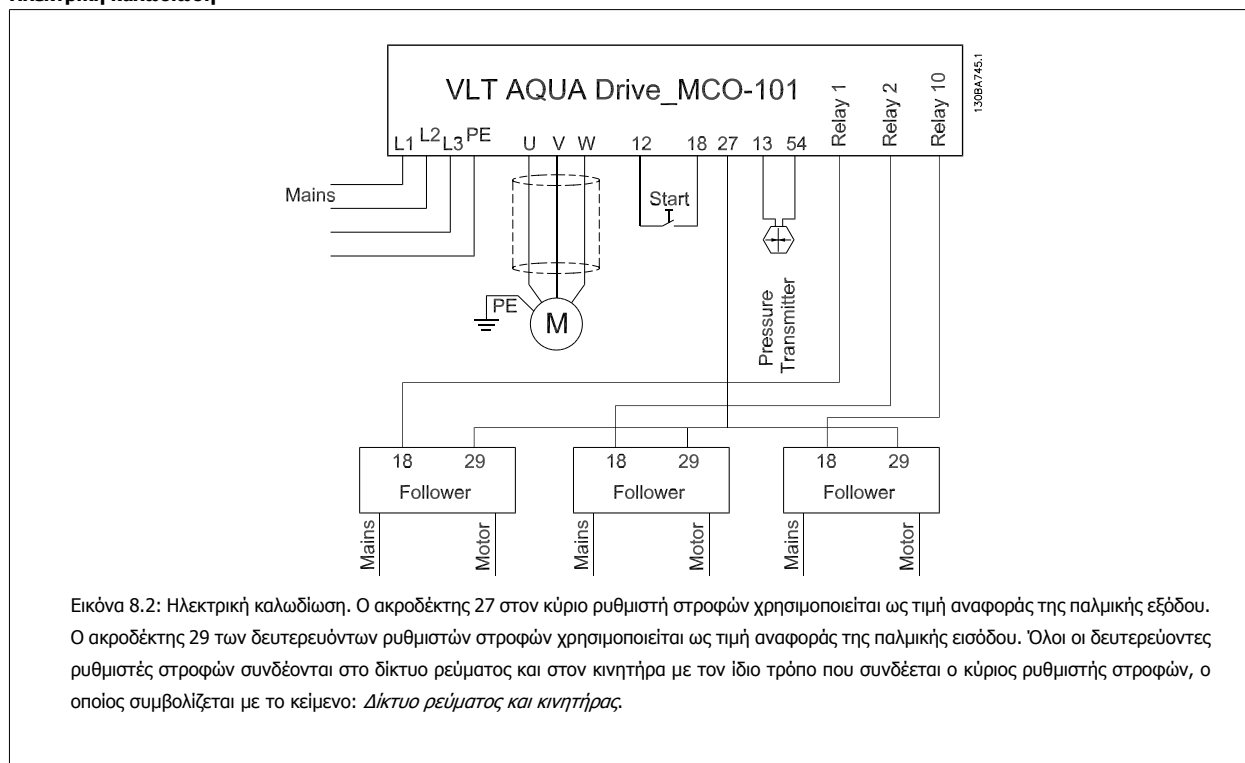 VLT AQUA Drive_MCO-101
Relay 1
Relay 2
Relay 10
130BA745.1
L1 L2 L3 PE U V W 12 18 27 13 54
Mains
Start
PE
M
Pressure
Transmitter
18 29
Follower
Mains
Motor
18 29
Follower
Mains
Motor
18 29
Follower
Mains
Motor
Εικόνα 8.2: Ηλεκτρική καλωδίωση. Ο ακροδέκτης 27 στον κύριο ρυθμιστή στροφών χρησιμοποιείται ως τιμή αναφοράς της παλμικής εξόδου.
Ο ακροδέκτης 29 των δευτερευόντων ρυθμιστών στροφών χρησιμοποιείται ως τιμή αναφοράς της παλμικής εισόδου. Όλοι οι δευτερεύοντες
ρυθμιστές στροφών συνδέονται στο δίκτυο ρεύματος και στον κινητήρα με τον ίδιο τρόπο που συνδέεται ο κύριος ρυθμιστής στροφών, ο
οποίος συμβολίζεται με το κείμενο: Δίκτυο ρεύματος και κινητήρας.